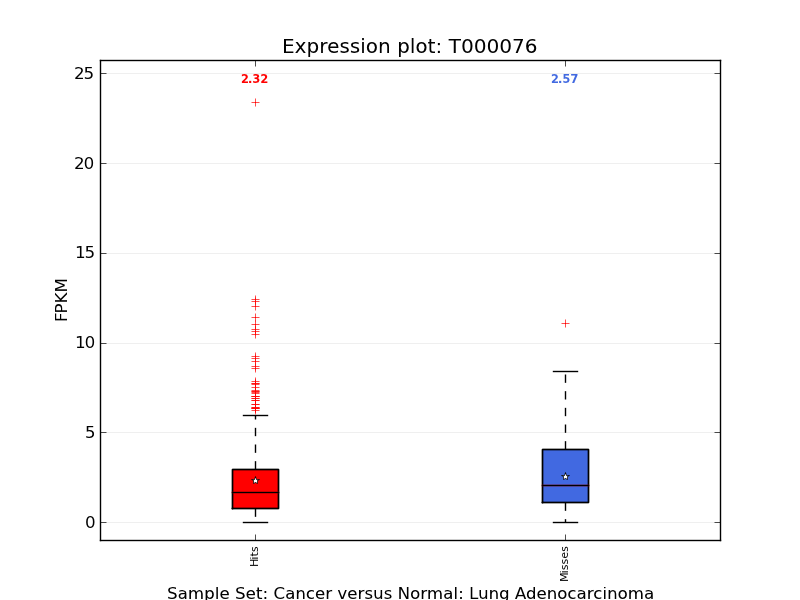 Expression plot: T000076
25
2.32
2.57
20
15
FPKM
10
5
0
Hits
Misses
Sample Set: Cancer versus Normal: Lung Adenocarcinoma